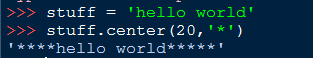 >>> stuff = 'hello world'
>>> stuff.center(20,'*')
'****hello world*****'